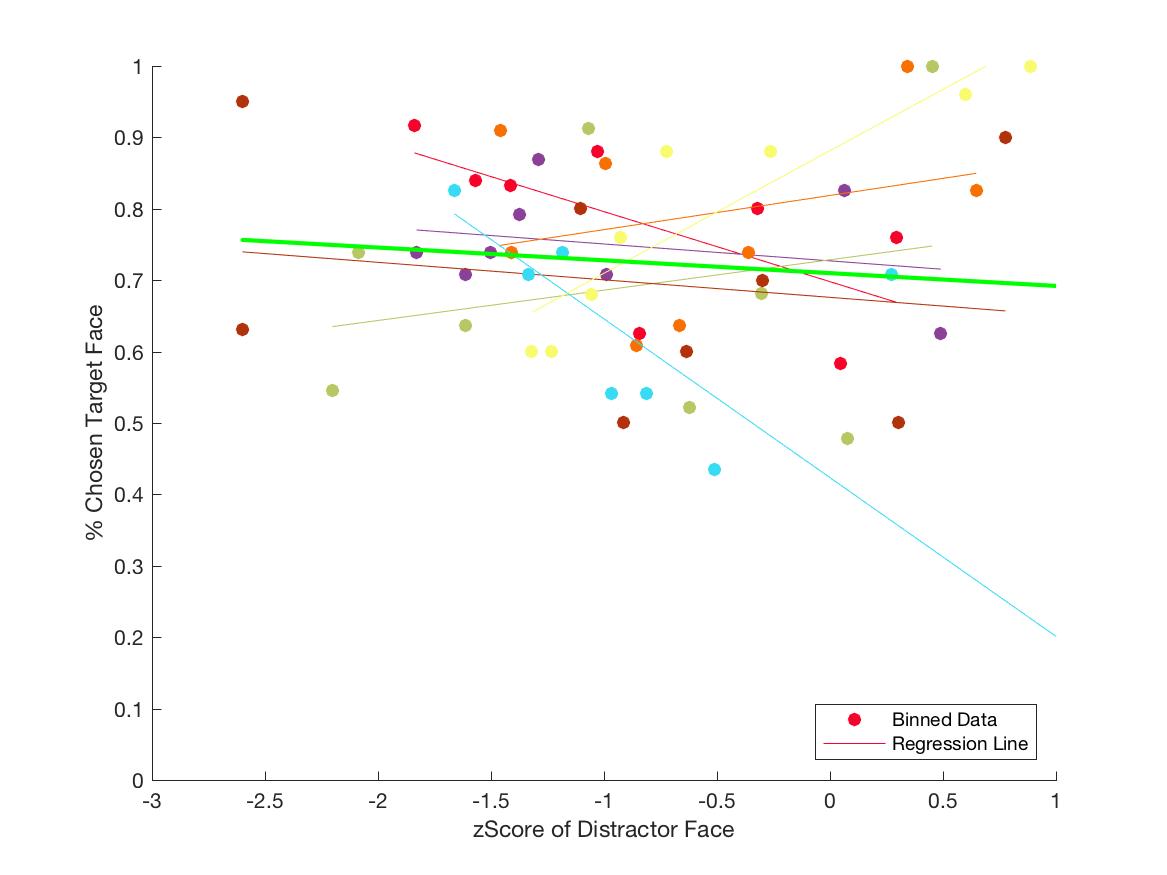 1
0.9
0.8
0.7
0.6
0.5
0.4
0.3
0.2
0.1
0
% Chosen Target Face
Binned Data
Regression Line
-3 -2.5 -2 -1.5 -1 -0.5 0 0.5 1
zScore of Distractor Face